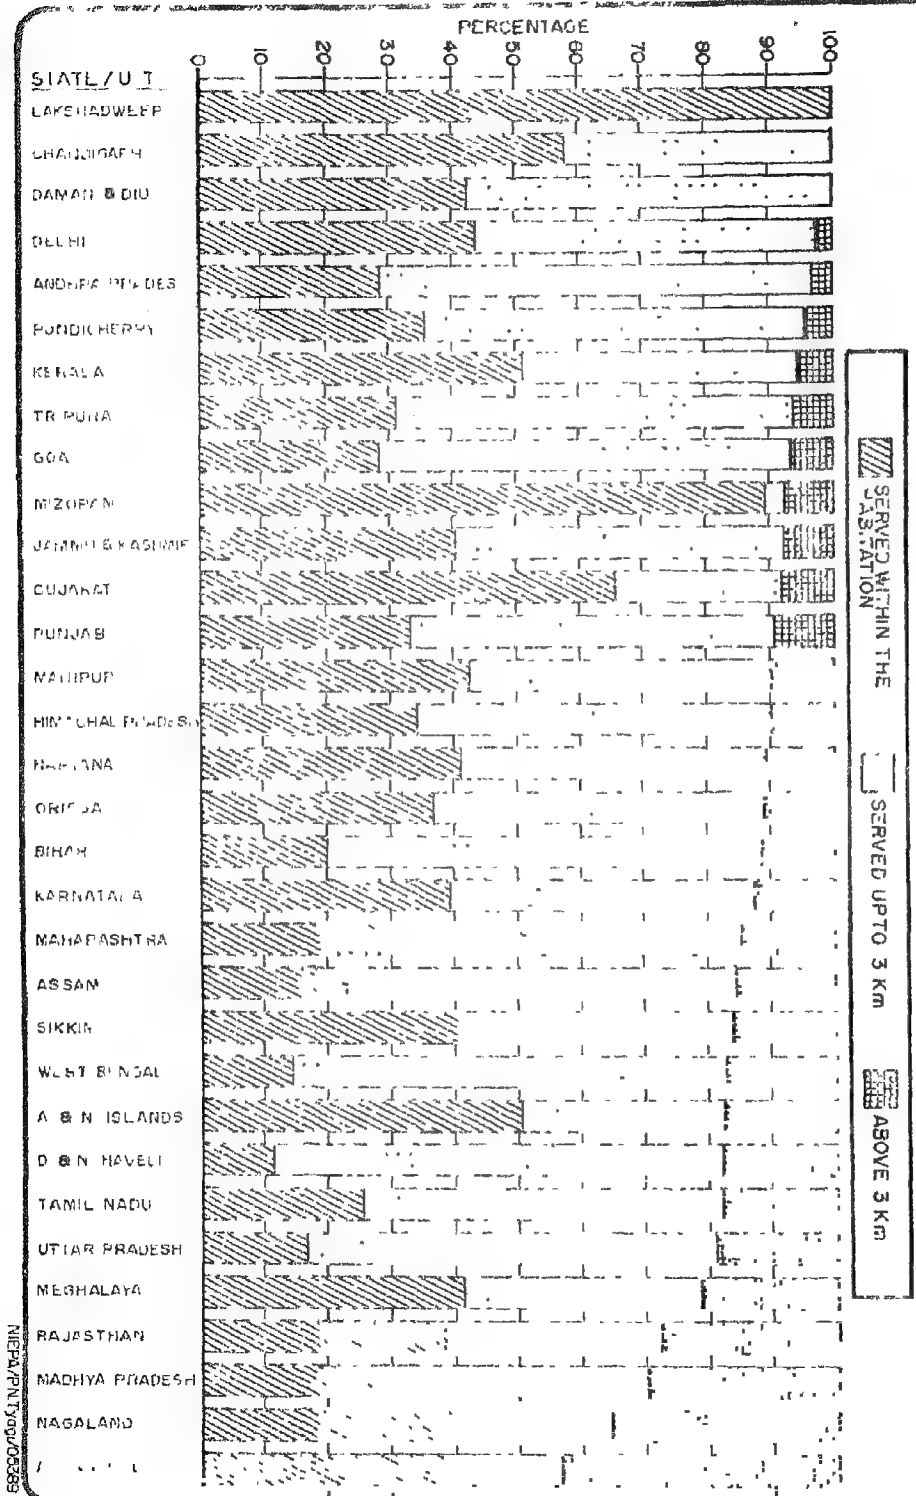 PERCENTAGE
0 10 20 30 40 50 60 70 80 90 100
STATE/U T
LAKSHADWEEP
CHANDIGARH
DAMAN & DIU
DELHI
ANDHRA PRADES
PONDICHERRY
KERALA
TRIPURA
GOA
MIZORAM
JAMMU & KASHMIR
GUJARAT
PUNJAB
MANIPUR
HIMACHAL PRADESH
HARYANA
ORISSA
BIHAR
KARNATAKA
MAHARASHTRA
ASSAM
SIKKIM
WEST BENGAL
A & N ISLANDS
D & N HAVELI
TAMIL NADU
UTTAR PRADESH
MEGHALAYA
RAJASTHAN
MADHYA PRADESH
NAGALAND
SERVED WITHIN THE
HABITATION
SERVED UPTO 3 Km
ABOVE 3 Km